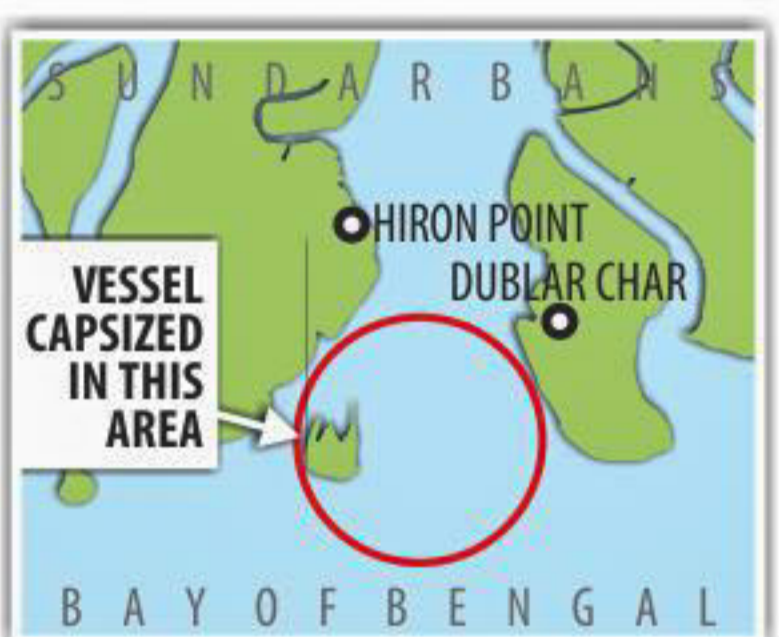 SUNDARBANS
HIRON POINT
DUBLAR CHAR
VESSEL
CAPSIZED
IN THIS
AREA
BAY OF BENGAL